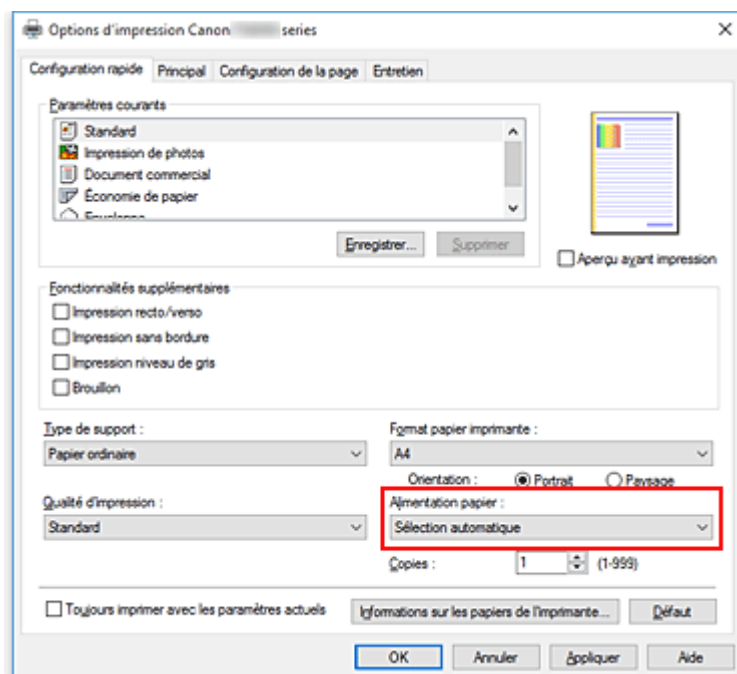 Options d'impression Canon series
Configuration rapide Principal Configuration de la page Entretien
Paramètres courants
Standard
Impression de photos
Document commercial
Économie de papier
Enveloppe
Enregistrer... Supprimer
Aperçu avant impression
Fonctionnalités supplémentaires
Impression recto/verso
Impression sans bordure
Impression niveau de gris
Brouillon
Type de support :
Papier ordinaire
Format papier imprimante :
A4
Orientation : Portrait Paysage
Qualité d'impression :
Standard
Alimentation papier :
Sélection automatique
Copies : 1 (1-999)
Toujours imprimer avec les paramètres actuels
Informations sur les papiers de l'imprimante... Défaut
OK Annuler Appliquer Aide